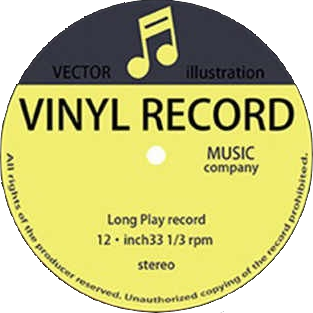 VECTOR illustration
VINYL RECORD
MUSIC
company
Long Play record
12 • inch33 1/3 rpm
stereo
All rights of the producer reserved. Unauthorized copying of the record prohibited.